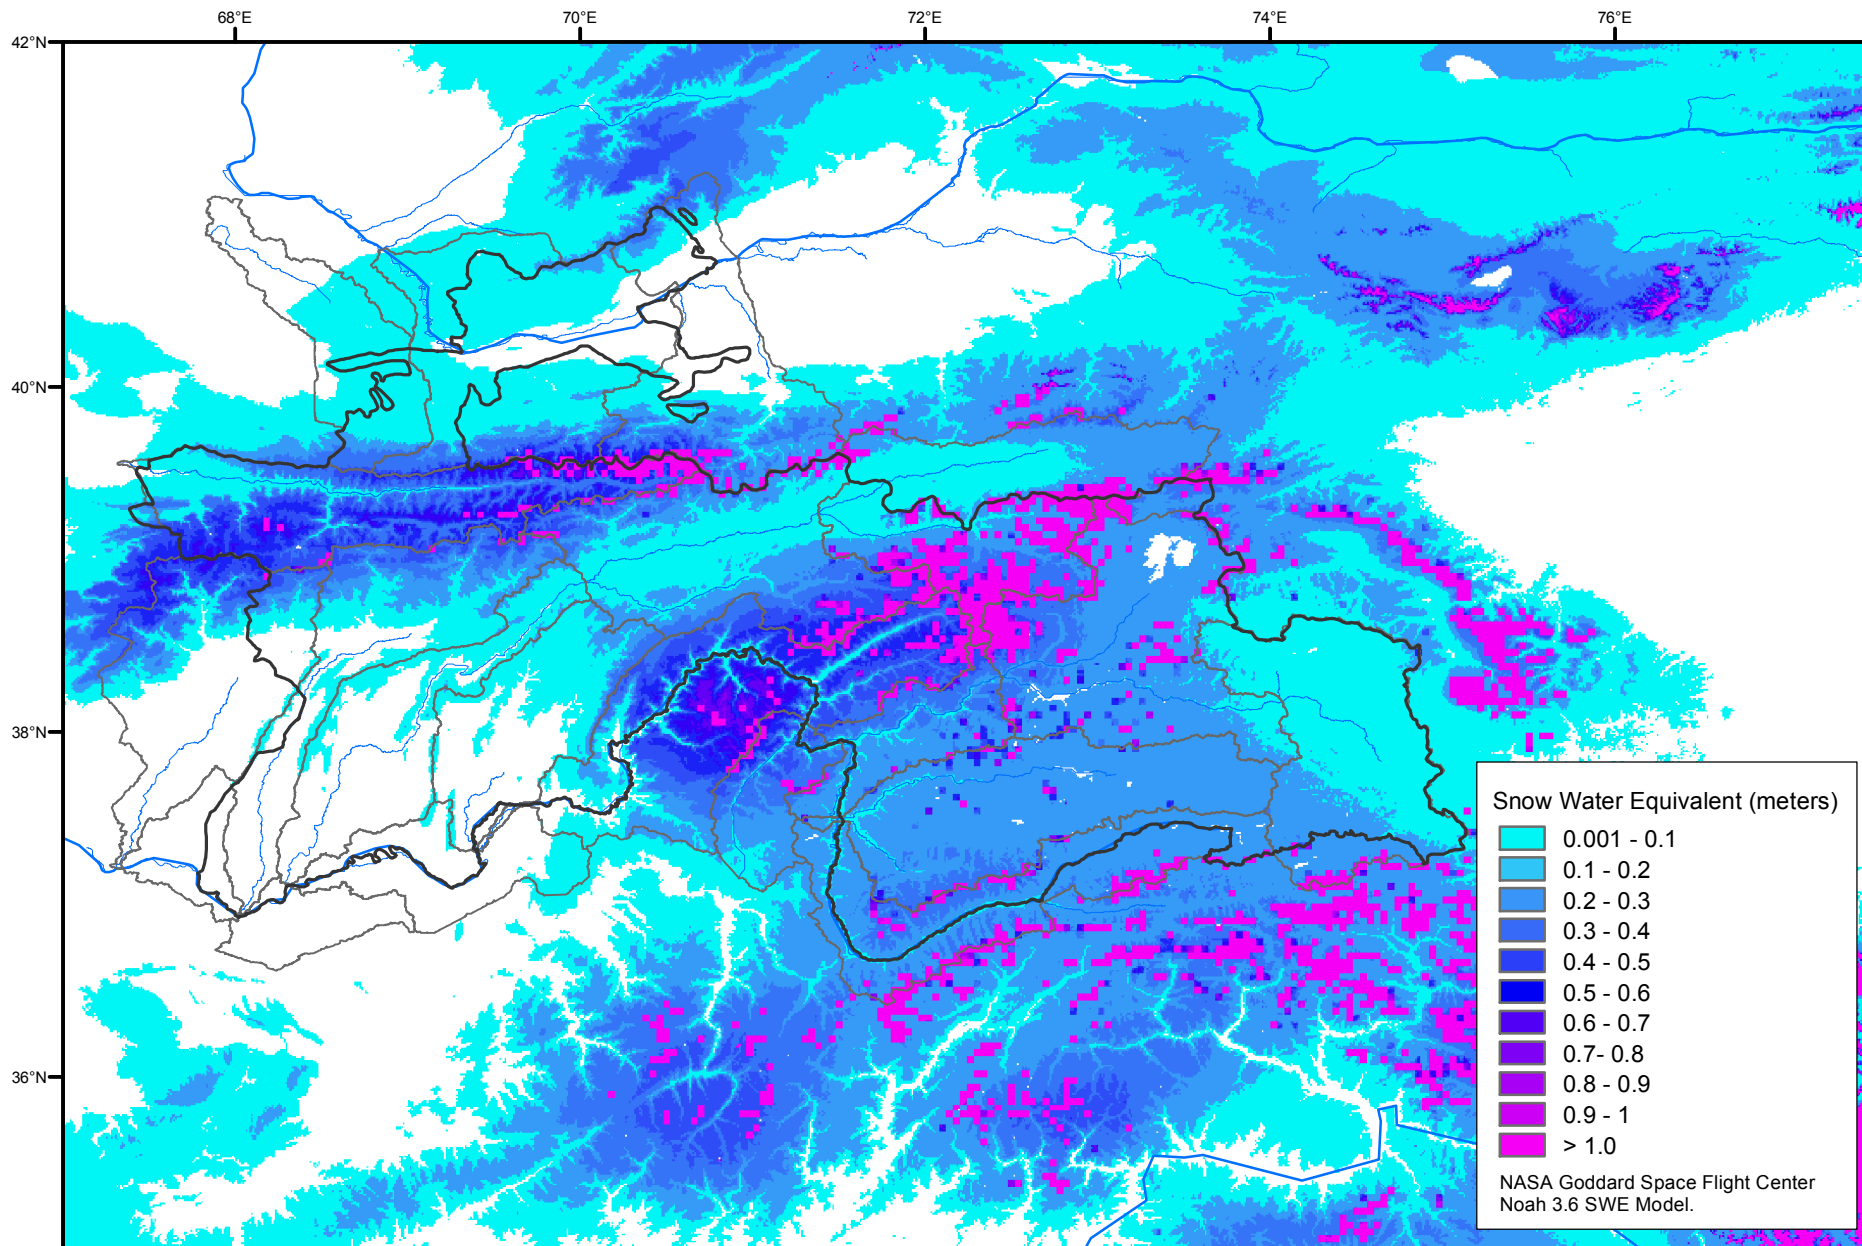 68°E
70°E
72°E
74°E
76°E
42°N
40°N
38°N
36°N
Snow Water Equivalent (meters)
0.001 - 0.1
0.1 - 0.2
0.2 - 0.3
0.3 - 0.4
0.4 - 0.5
0.5 - 0.6
0.6 - 0.7
0.7- 0.8
0.8 - 0.9
0.9 - 1
> 1.0
NASA Goddard Space Flight Center
Noah 3.6 SWE Model.